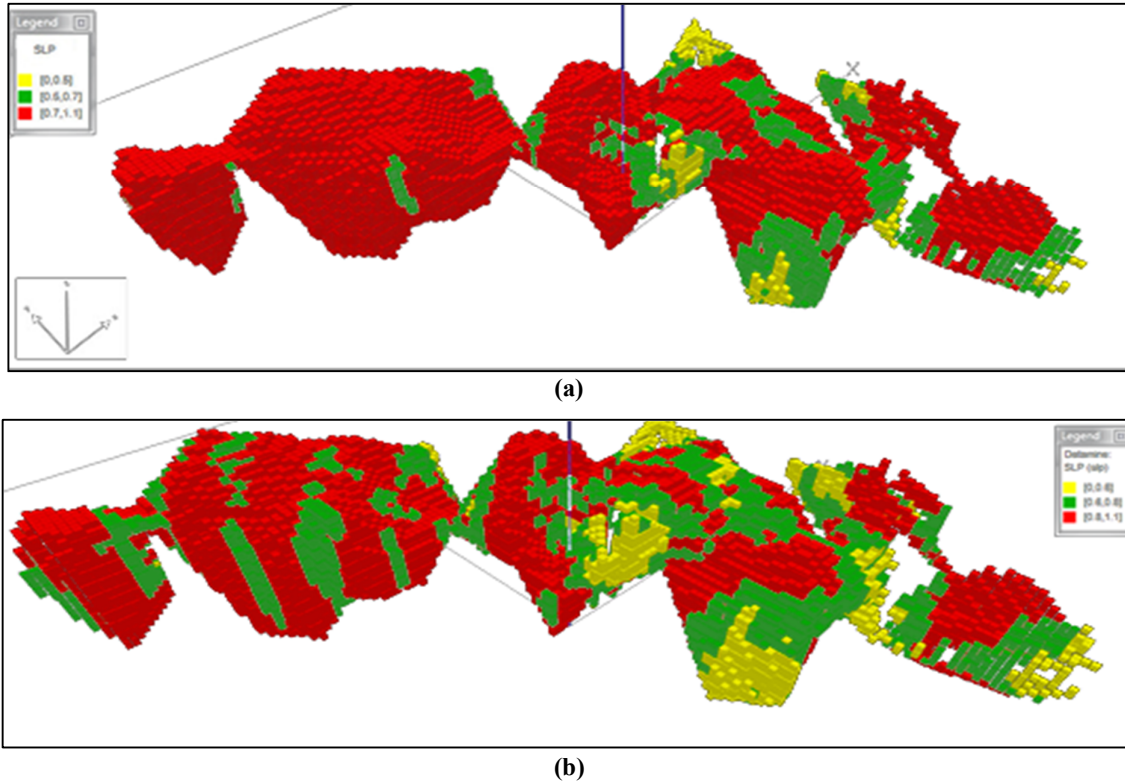 Legend
SLP
[0,0.6]
[0.6,0.7]
[0.7,1.1]
X
(a)
Legend
Datamine:
SLP (slp)
[0,0.6]
[0.6,0.8]
[0.8,1.1]
(b)